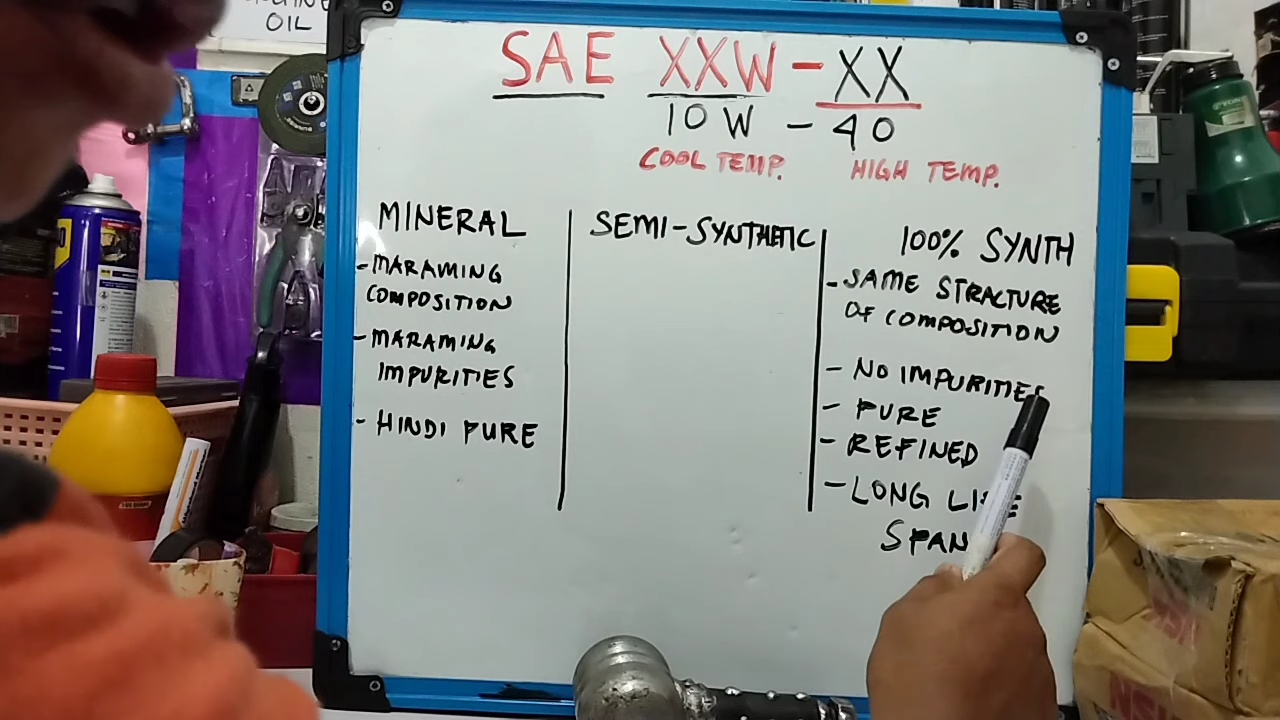 OIL
SAE XXW-XX
10W - 40
COOL TEMP. HIGH TEMP.
MINERAL
- MARAMING
COMPOSITION
- MARAMING
IMPURITIES
- HINDI PURE
SEMI-SYNTHETIC
100% SYNTH
- SAME STRACTURE
OF COMPOSITION
- NO IMPURITIES
- PURE
- REFINED
- LONG LIFE
SPAN